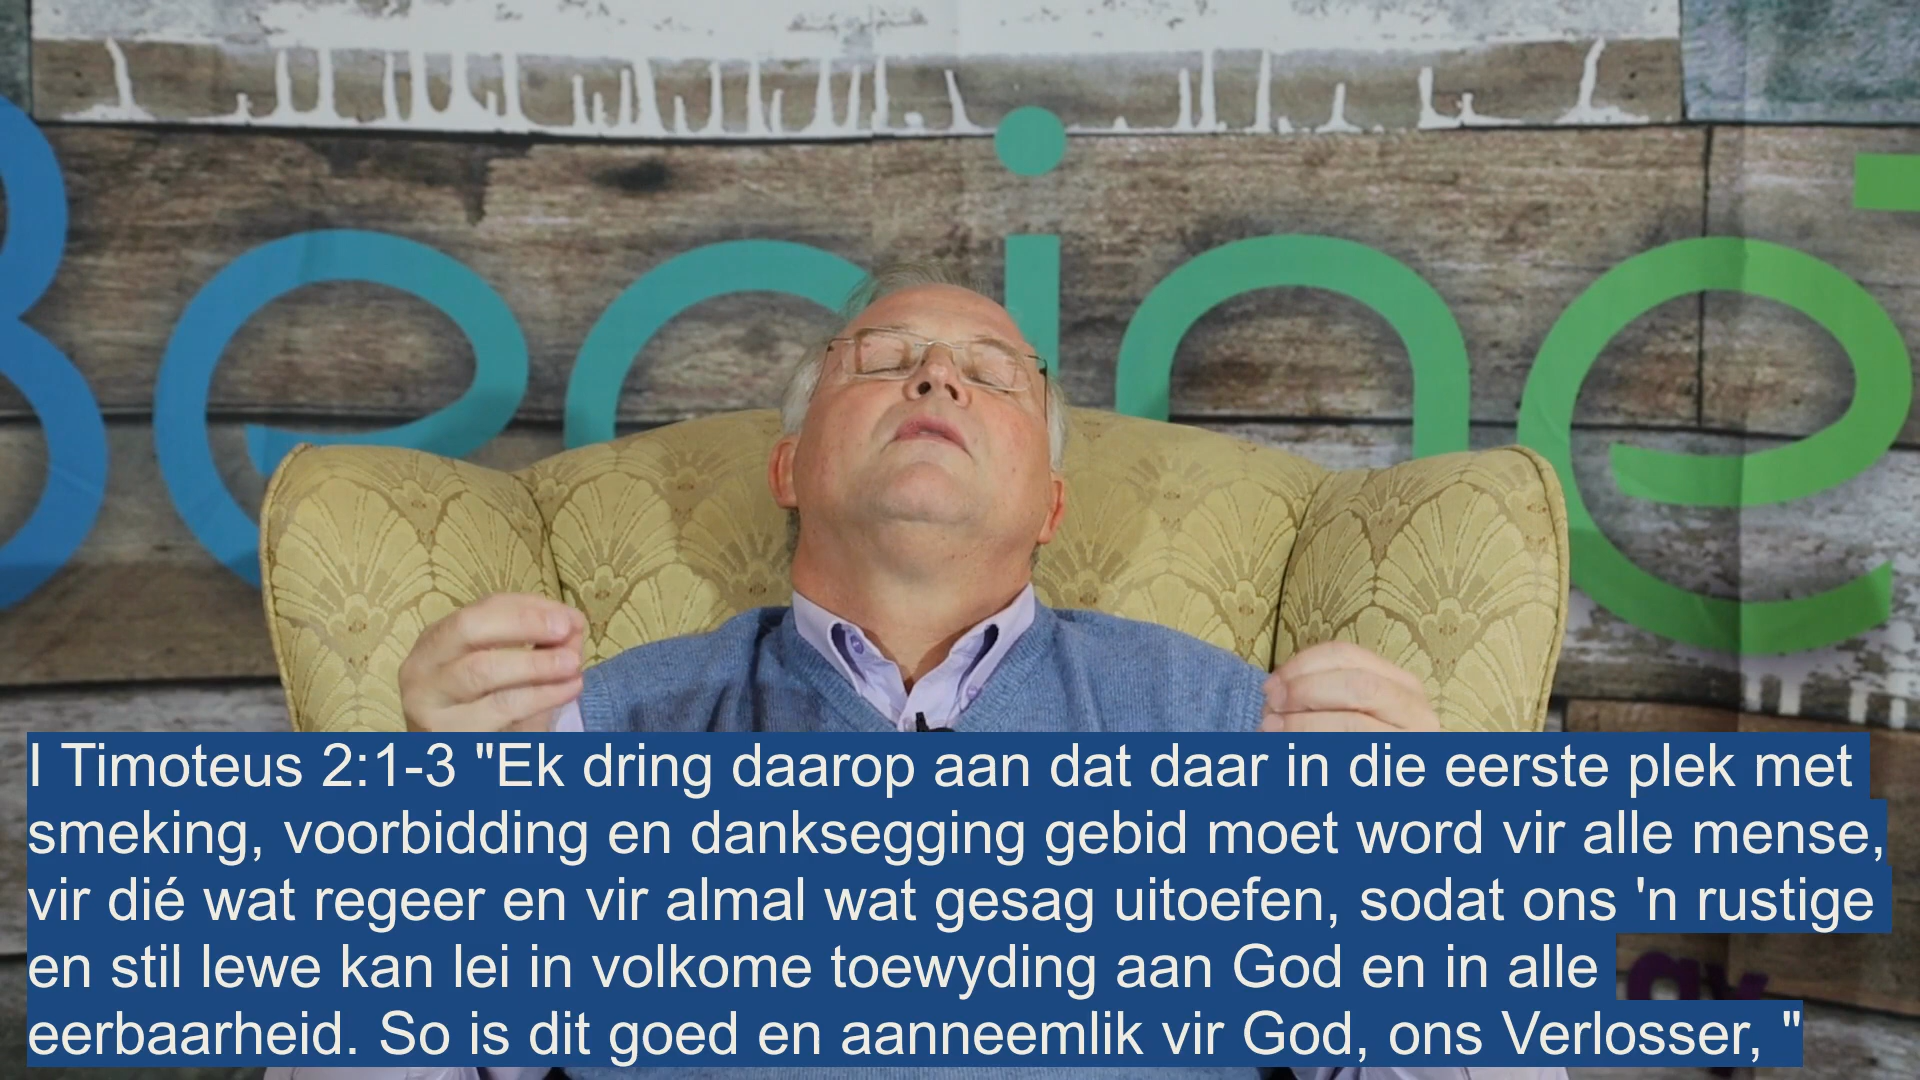 Begine
I Timoteus 2:1-3 "Ek dring daarop aan dat daar in die eerste plek met
smeking, voorbidding en danksegging gebid moet word vir alle mense,
vir dié wat regeer en vir almal wat gesag uitoefen, sodat ons 'n rustige
en stil lewe kan lei in volkome toewyding aan God en in alle
eerbaarheid. So is dit goed en aanneemlik vir God, ons Verlosser, "